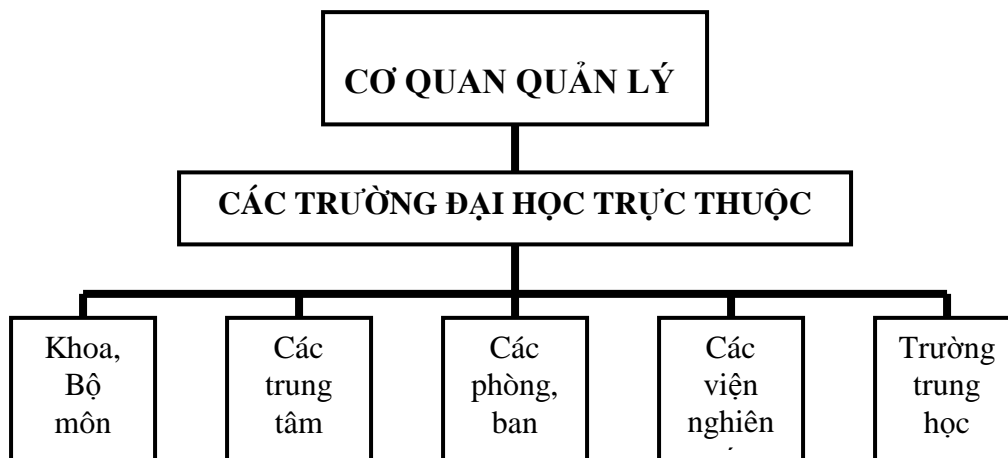 CƠ QUAN QUẢN LÝ
CÁC TRƯỜNG ĐẠI HỌC TRỰC THUỘC
Khoa,
Bộ
môn
Các
trung
tâm
Các
phòng,
ban
Các
viện
nghiên
Trường
trung
học